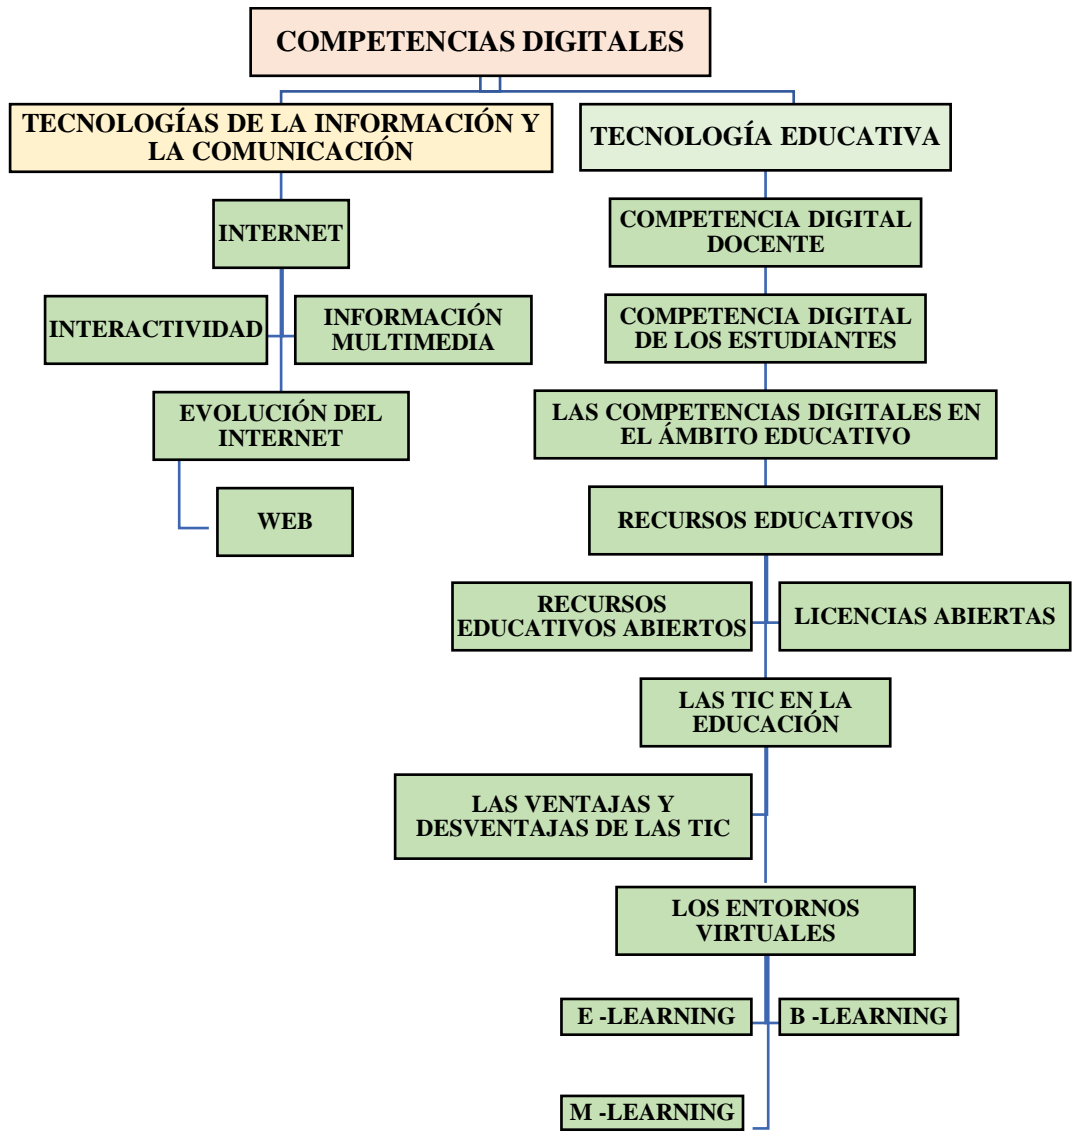 COMPETENCIAS DIGITALES
TECNOLOGÍAS DE LA INFORMACIÓN Y
LA COMUNICACIÓN
TECNOLOGÍA EDUCATIVA
INTERNET
COMPETENCIA DIGITAL
DOCENTE
INTERACTIVIDAD
INFORMACIÓN
MULTIMEDIA
COMPETENCIA DIGITAL
DE LOS ESTUDIANTES
EVOLUCIÓN DEL
INTERNET
LAS COMPETENCIAS DIGITALES EN
EL ÁMBITO EDUCATIVO
WEB
RECURSOS EDUCATIVOS
RECURSOS
EDUCATIVOS ABIERTOS
LICENCIAS ABIERTAS
LAS TIC EN LA
EDUCACIÓN
LAS VENTAJAS Y
DESVENTAJAS DE LAS TIC
LOS ENTORNOS
VIRTUALES
E -LEARNING
B -LEARNING
M -LEARNING